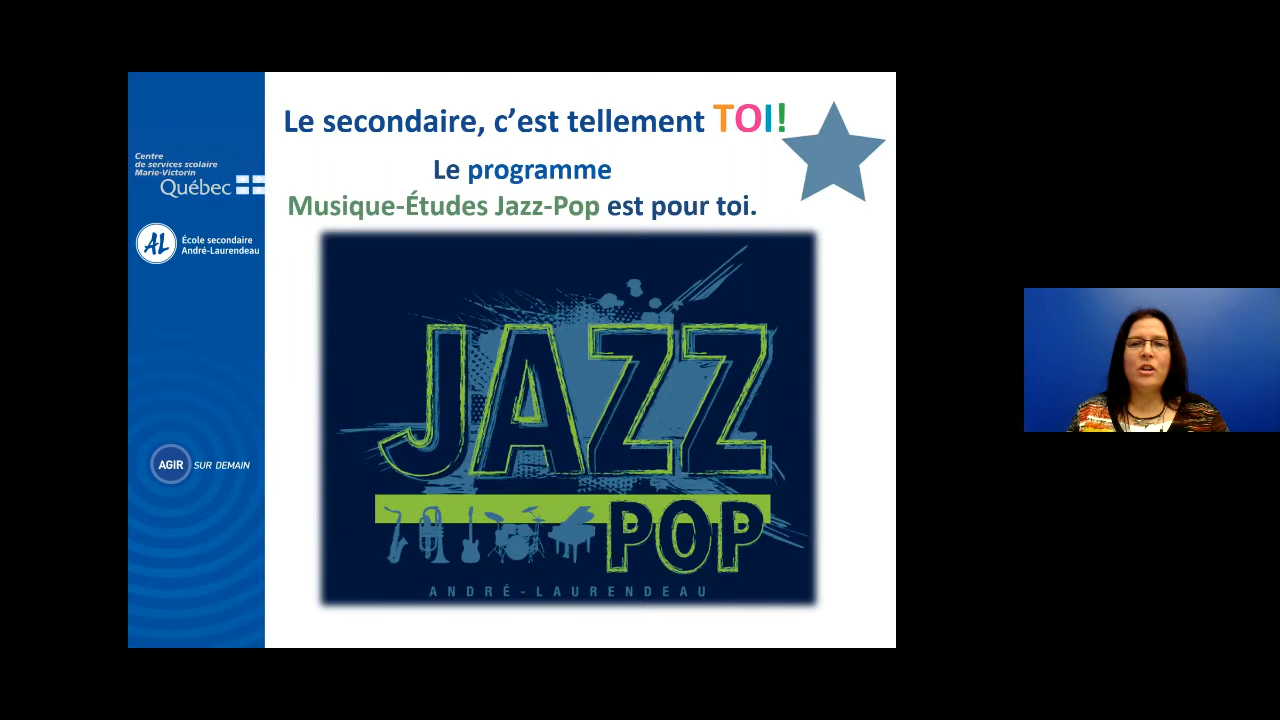 Le secondaire, c’est tellement TOI!
Le programme
Musique-Études Jazz-Pop est pour toi.
Centre
de services scolaire
Marie-Victorin
Québec
AL
École secondaire
André-Laurendeau
AGIR SUR DEMAIN
JAZZ
POP
ANDRÉ-LAURENDEAU